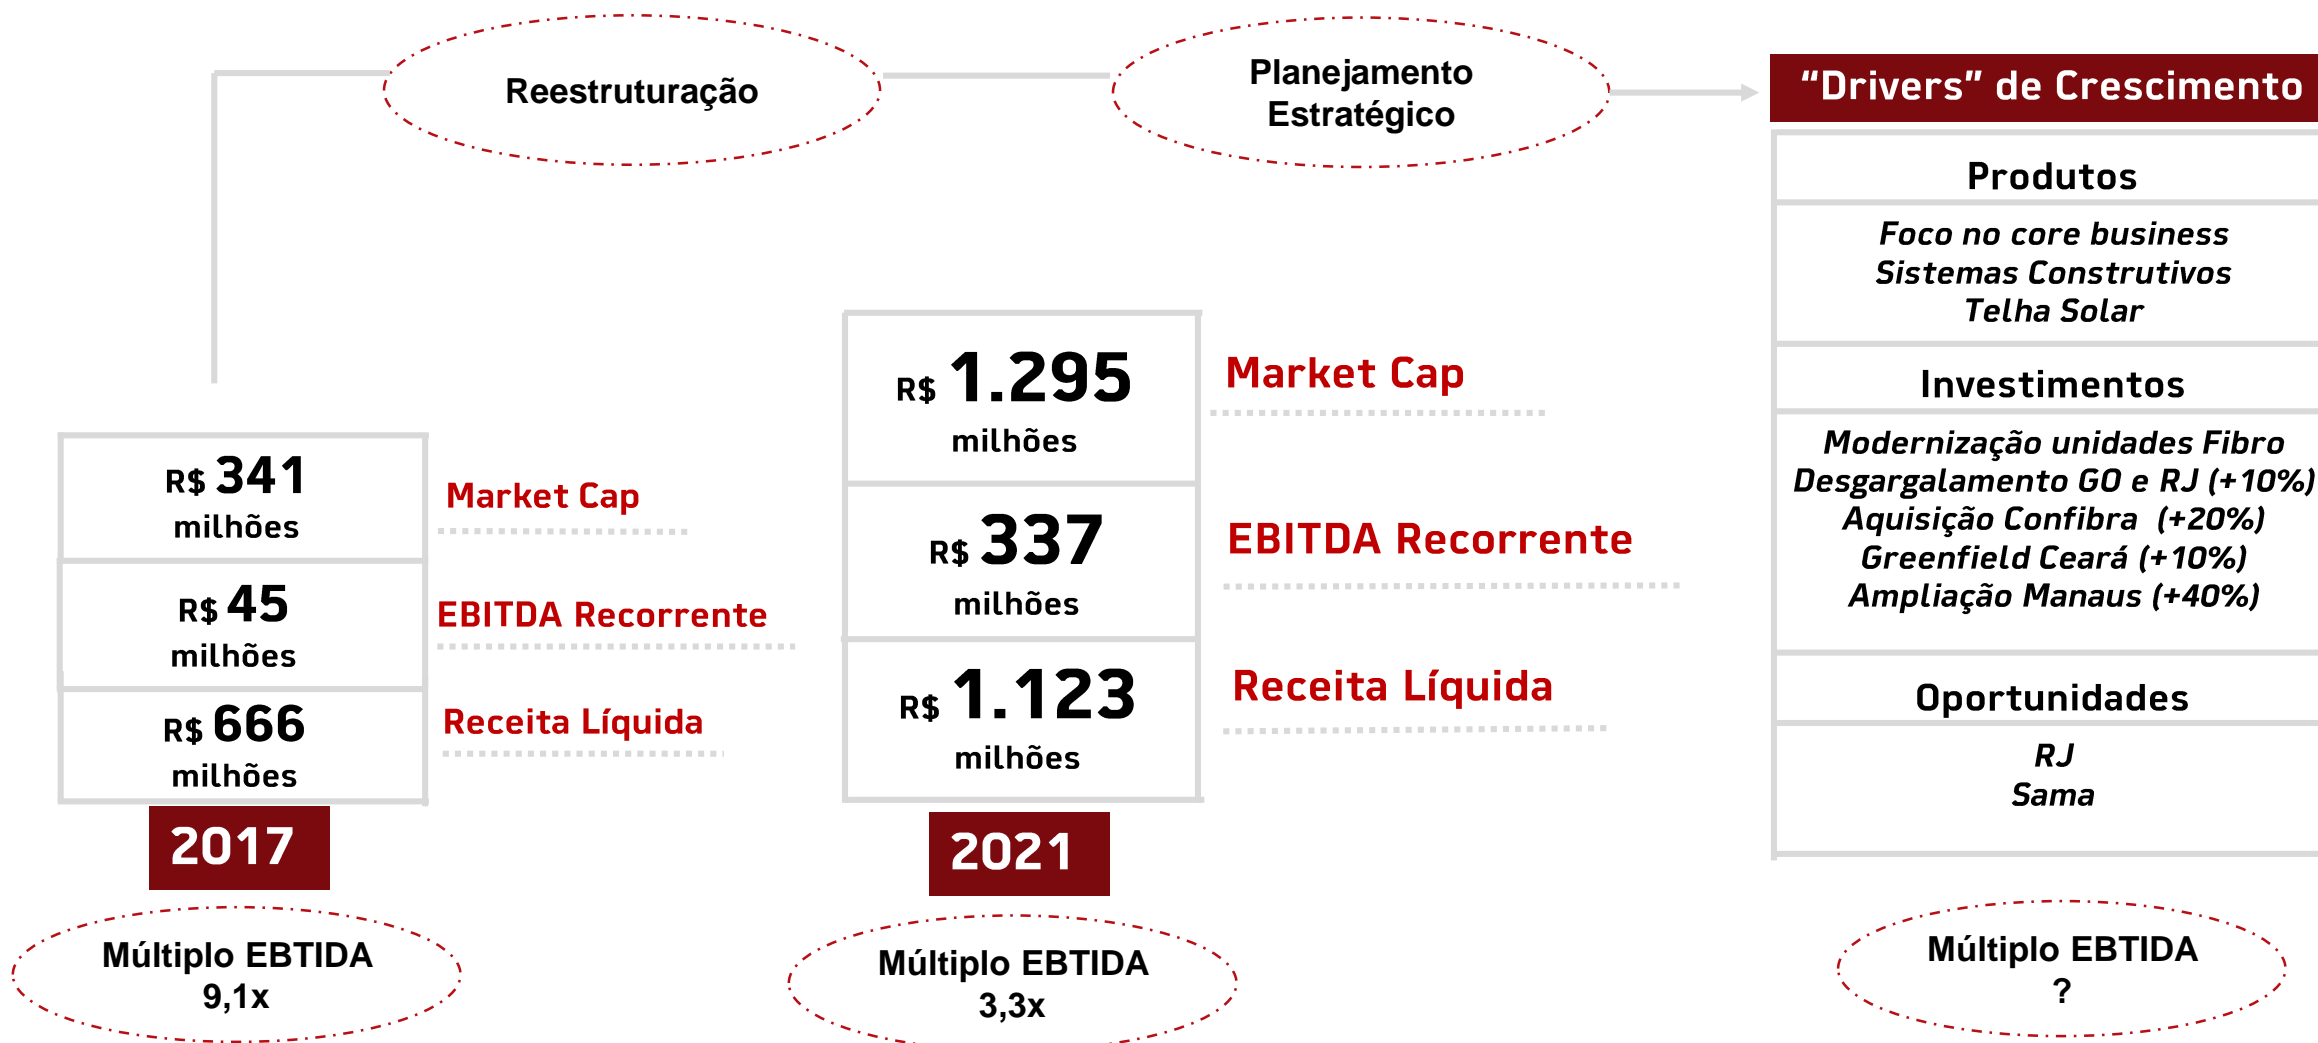 Reestruturação
Planejamento
Estratégico
R$ 341
milhões
Market Cap
R$ 45
milhões
EBITDA Recorrente
R$ 666
milhões
Receita Líquida
2017
Múltiplo EBTIDA
9,1x
R$ 1.295
milhões
Market Cap
R$ 337
milhões
EBITDA Recorrente
R$ 1.123
milhões
Receita Líquida
2021
Múltiplo EBTIDA
3,3x
“Drivers” de Crescimento
Produtos
Foco no core business
Sistemas Construtivos
Telha Solar
Investimentos
Modernização unidades Fibro
Desgargalamento GO e RJ (+10%)
Aquisição Confibra (+20%)
Greenfield Ceará (+10%)
Ampliação Manaus (+40%)
Oportunidades
RJ
Sama
Múltiplo EBTIDA
?